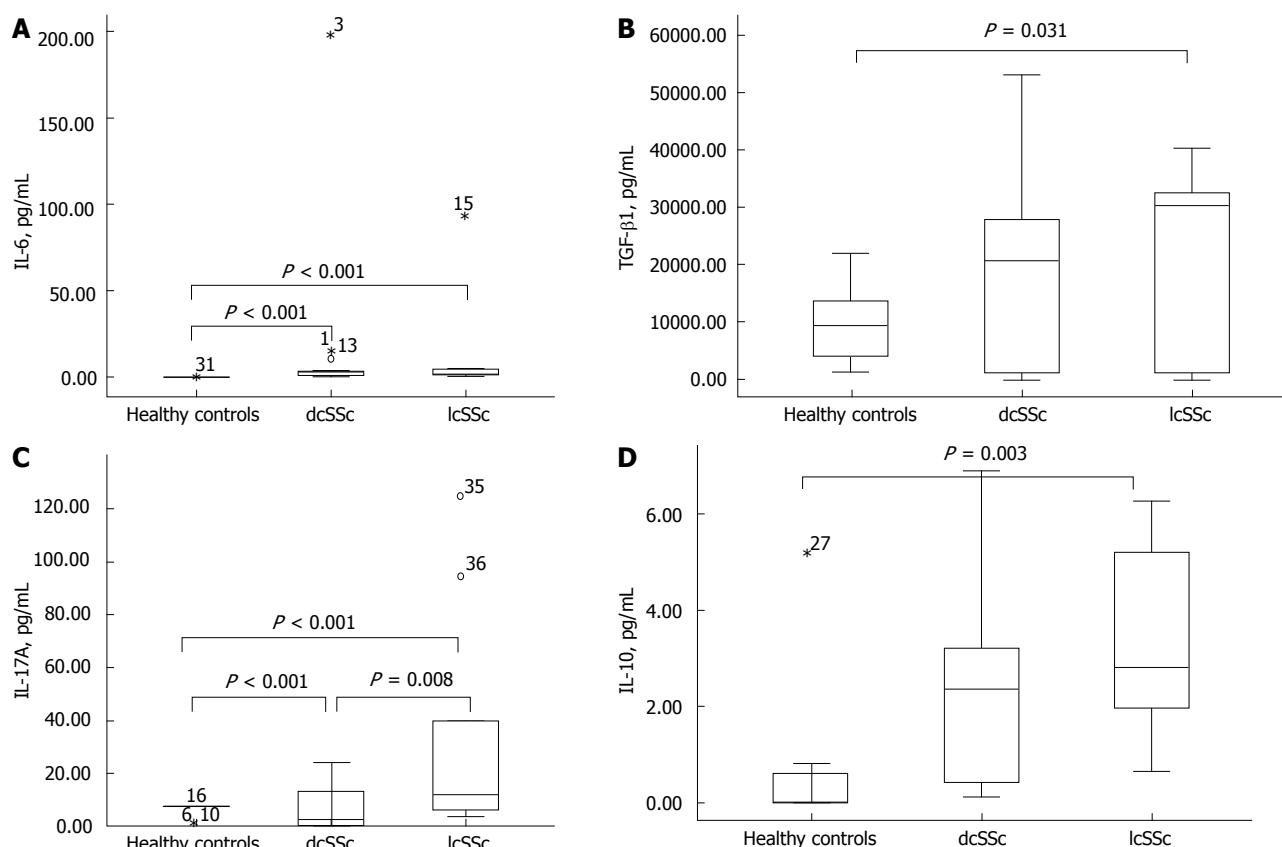 A
IL-6, pg/mL
200.00
150.00
100.00
50.00
0.00
*3
15
*
P < 0.001
P < 0.001
1 13
*
31
*
Healthy controls dcSSc lcSSc
B
TGF-β1, pg/mL
60000.00
50000.00
40000.00
30000.00
20000.00
10000.00
0.00
P = 0.031
Healthy controls dcSSc lcSSc
C
IL-17A, pg/mL
120.00
100.00
80.00
60.00
40.00
20.00
0.00
35
36
P < 0.001
P < 0.001 P = 0.008
16
6 10
*
Healthy controls dcSSc lcSSc
D
IL-10, pg/mL
6.00
4.00
2.00
0.00
P = 0.003
*27
Healthy controls dcSSc lcSSc